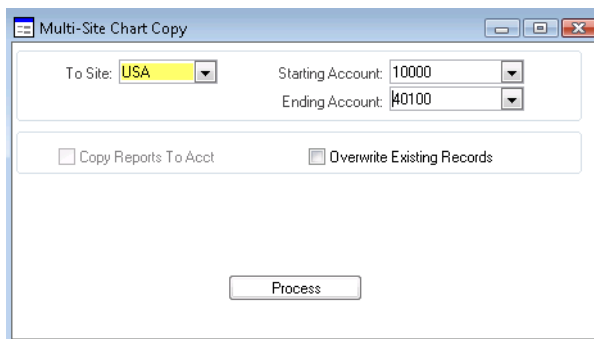 Multi-Site Chart Copy
To Site: USA Starting Account: 10000
Ending Account: 40100
Copy Reports To Acct Overwrite Existing Records
Process